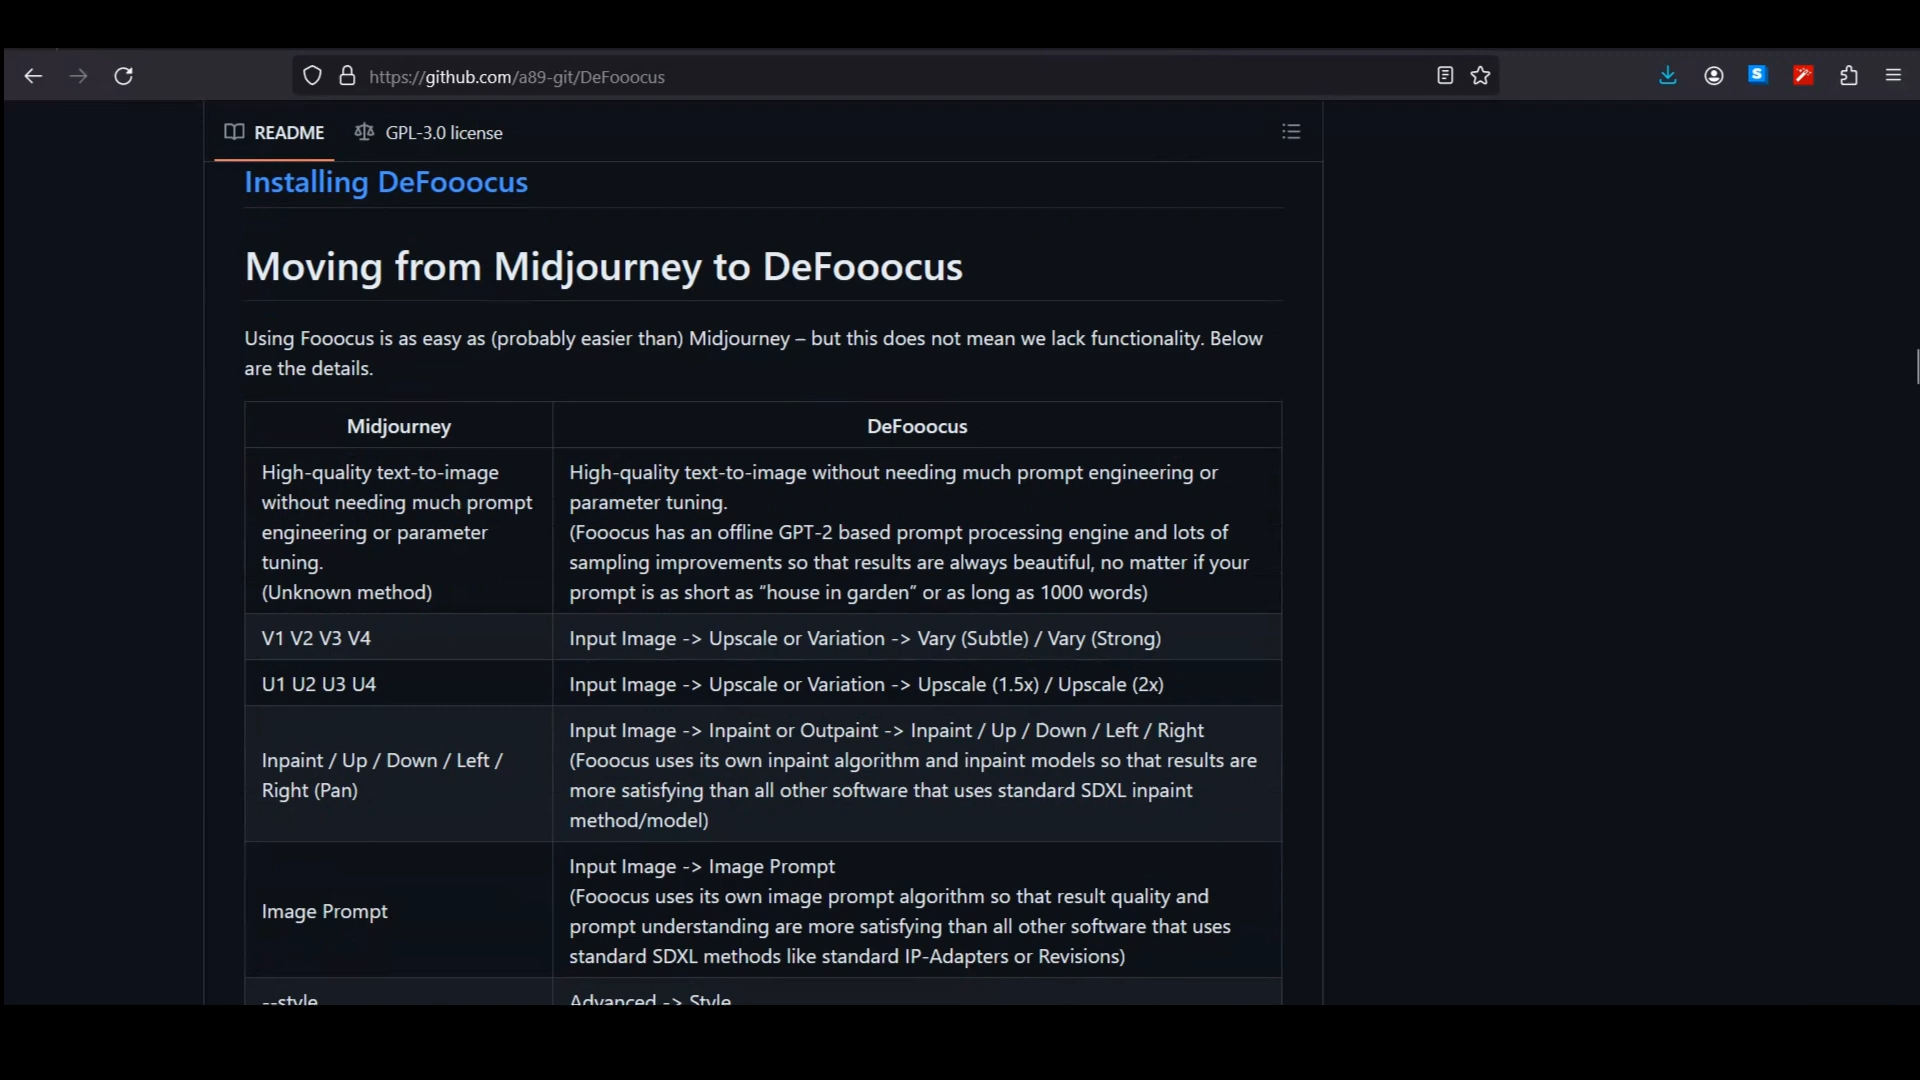 https://github.com/a89-git/DeFooocus
S
README GPL-3.0 license
Installing DeFooocus
Moving from Midjourney to DeFooocus
Using Fooocus is as easy as (probably easier than) Midjourney – but this does not mean we lack functionality. Below
are the details.
Midjourney
DeFooocus
High-quality text-to-image
without needing much prompt
engineering or parameter
tuning.
(Unknown method)
High-quality text-to-image without needing much prompt engineering or
parameter tuning.
(Fooocus has an offline GPT-2 based prompt processing engine and lots of
sampling improvements so that results are always beautiful, no matter if your
prompt is as short as “house in garden” or as long as 1000 words)
V1 V2 V3 V4
Input Image -> Upscale or Variation -> Vary (Subtle) / Vary (Strong)
U1 U2 U3 U4
Input Image -> Upscale or Variation -> Upscale (1.5x) / Upscale (2x)
Inpaint / Up / Down / Left /
Right (Pan)
Input Image -> Inpaint or Outpaint -> Inpaint / Up / Down / Left / Right
(Fooocus uses its own inpaint algorithm and inpaint models so that results are
more satisfying than all other software that uses standard SDXL inpaint
method/model)
Image Prompt
Input Image -> Image Prompt
(Fooocus uses its own image prompt algorithm so that result quality and
prompt understanding are more satisfying than all other software that uses
standard SDXL methods like standard IP-Adapters or Revisions)
--style
Advanced -> Style